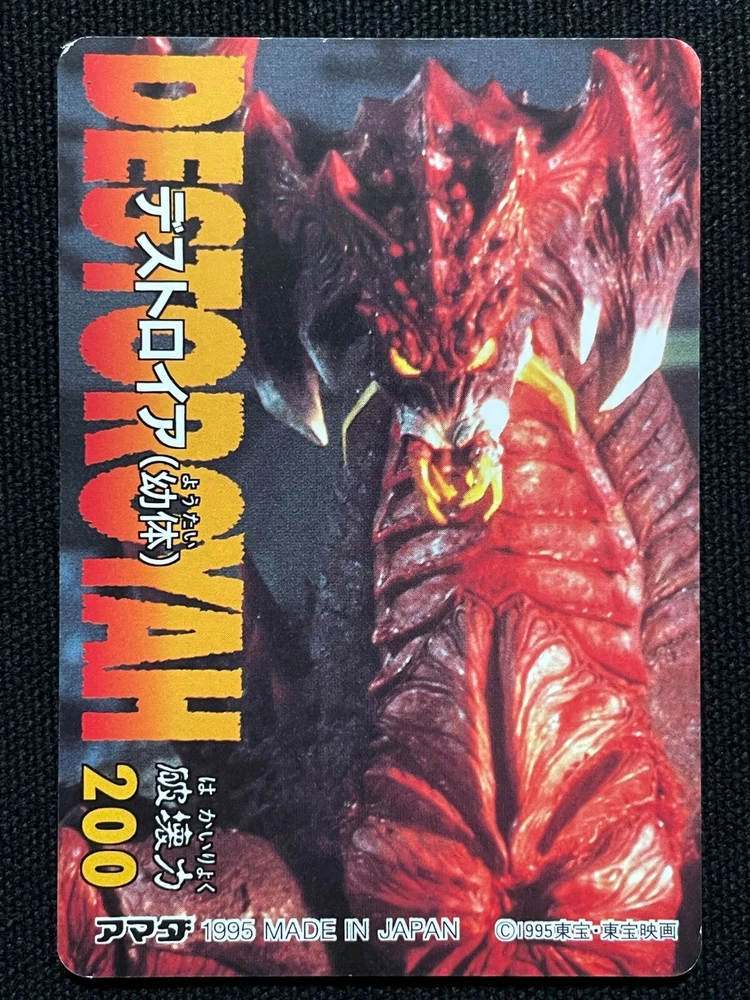 DESTOROYAH
デストロイア(幼体)
ようたい
破壊力
は かいりょく
200
アマダ 1995 MADE IN JAPAN
©1995東宝・東宝映画